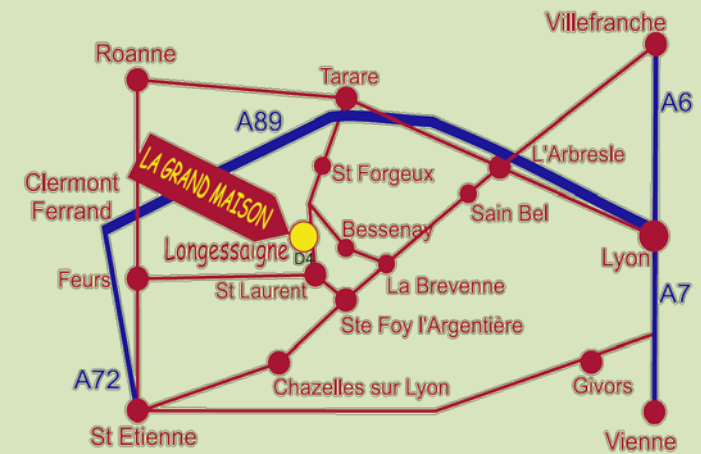 Villefranche
Roanne
Tarare
A6
A89
L'Arbresle
LA GRAND MAISON
St Forgeux
Clermont
Ferrand
Sain Bel
Bessenay
Longessaigne
D4
Lyon
Feurs
St Laurent
La Brevenne
A7
Ste Foy l'Argentière
A72
Chazelles sur Lyon
Givors
St Etienne
Vienne